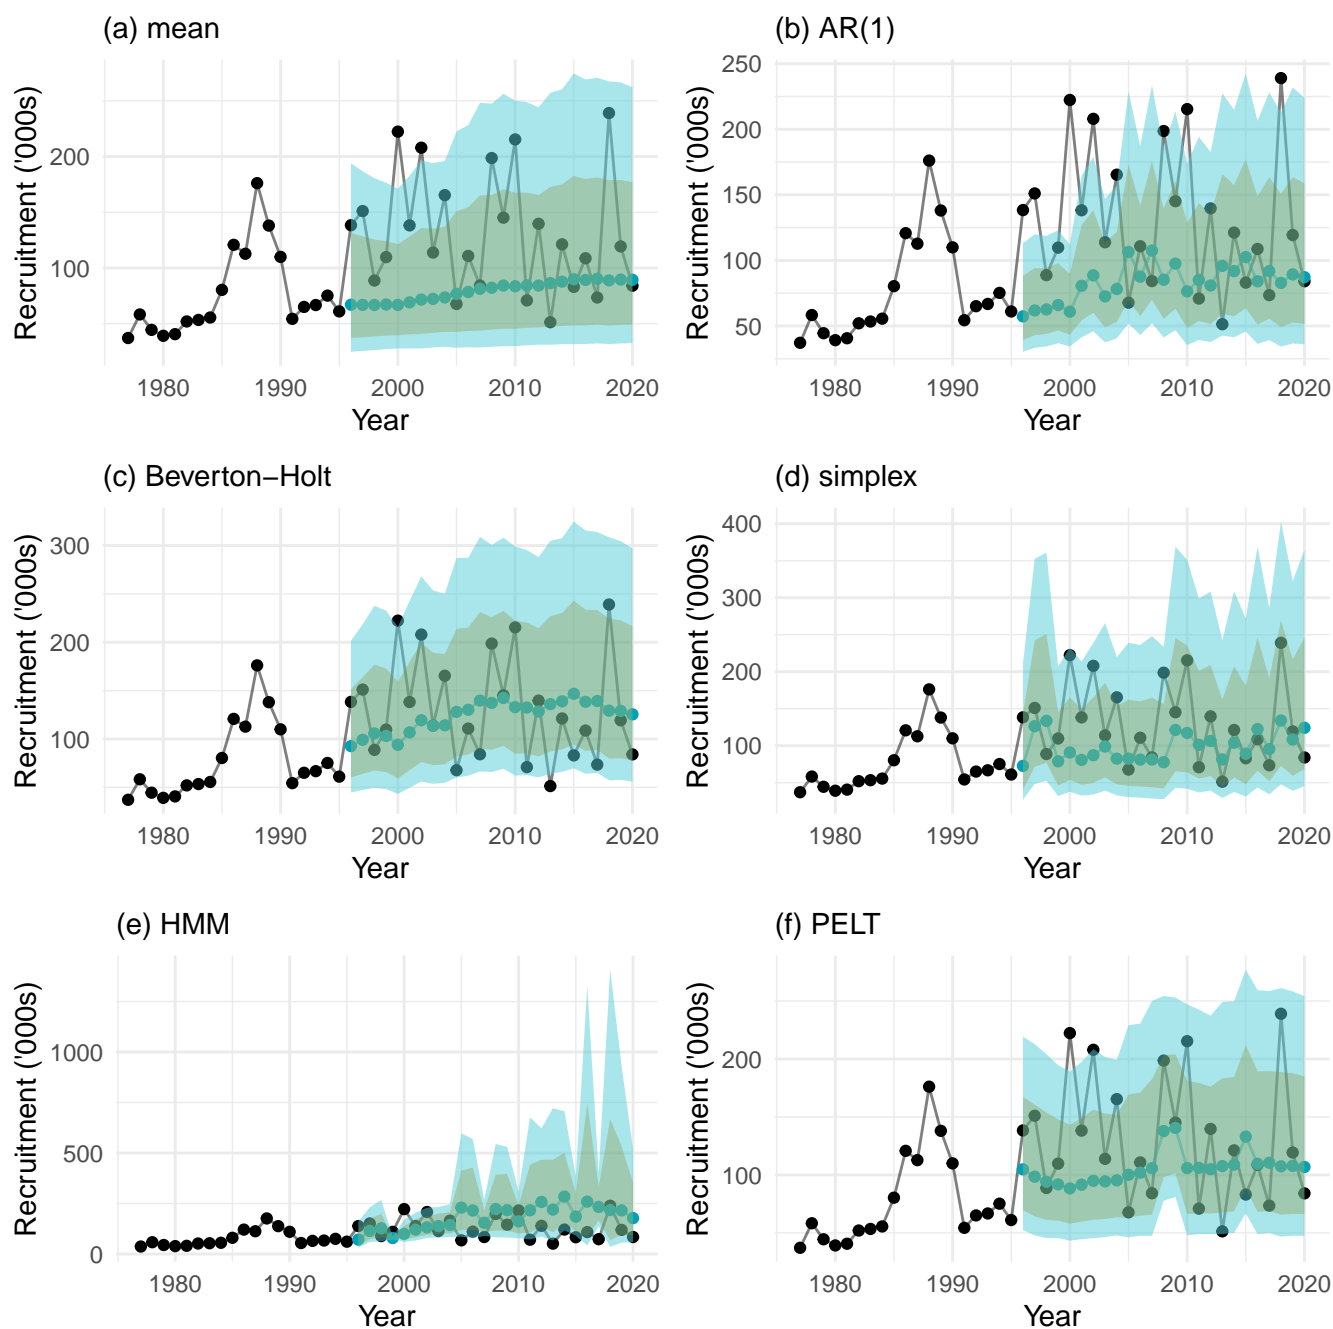 (a) mean
Recruitment ('000s)
200
100
1980 1990 2000 2010 2020
Year
(b) AR(1)
Recruitment ('000s)
250
200
150
100
50
1980 1990 2000 2010 2020
Year
(c) Beverton−Holt
Recruitment ('000s)
300
200
100
1980 1990 2000 2010 2020
Year
(d) simplex
Recruitment ('000s)
400
300
200
100
1980 1990 2000 2010 2020
Year
(e) HMM
Recruitment ('000s)
1000
500
0
1980 1990 2000 2010 2020
Year
(f) PELT
Recruitment ('000s)
200
100
1980 1990 2000 2010 2020
Year